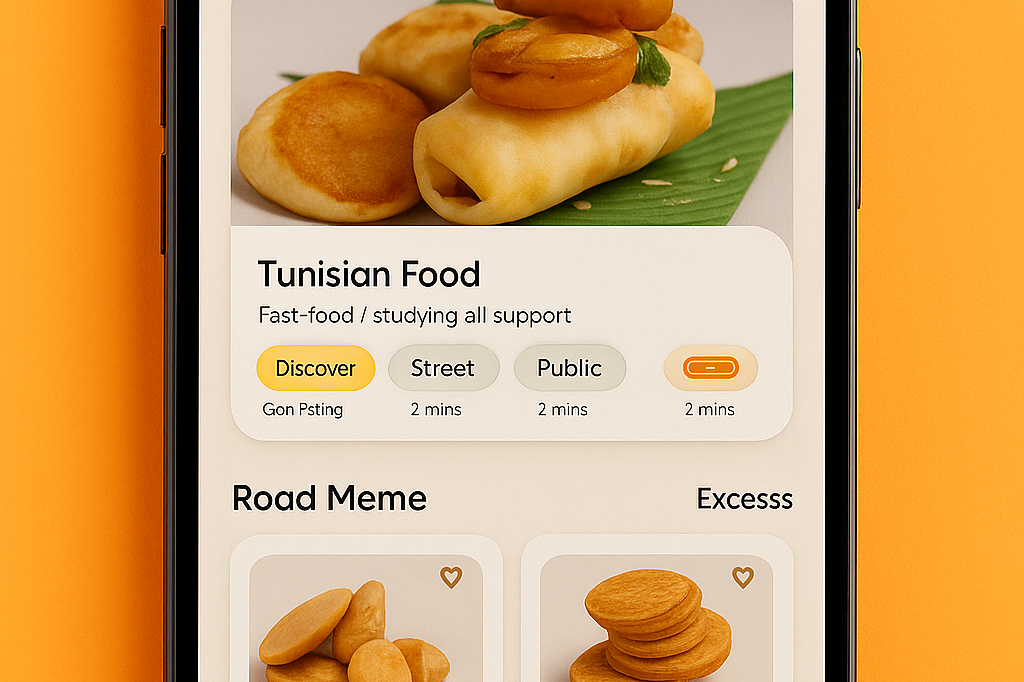 Tunisian Food
Fast-food / studying all support
Discover Street Public
Gon Psting 2 mins 2 mins 2 mins
Road Meme Excesss